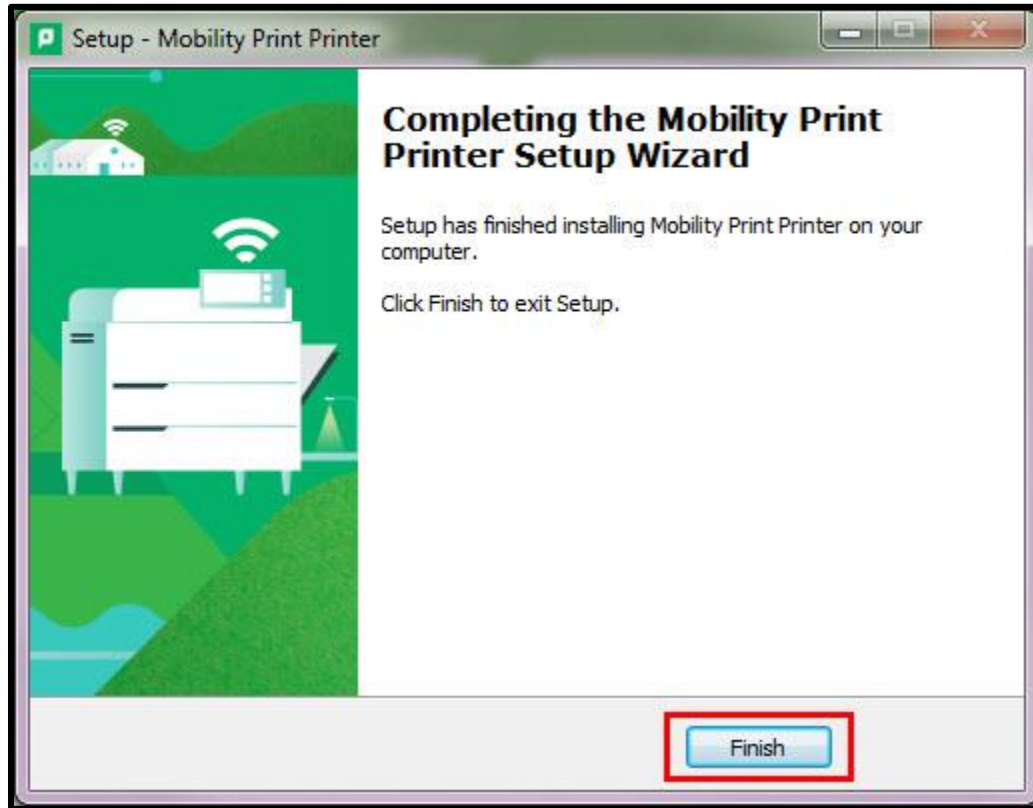 Setup - Mobility Print Printer
Completing the Mobility Print
Printer Setup Wizard
Setup has finished installing Mobility Print Printer on your
computer.
Click Finish to exit Setup.
Finish